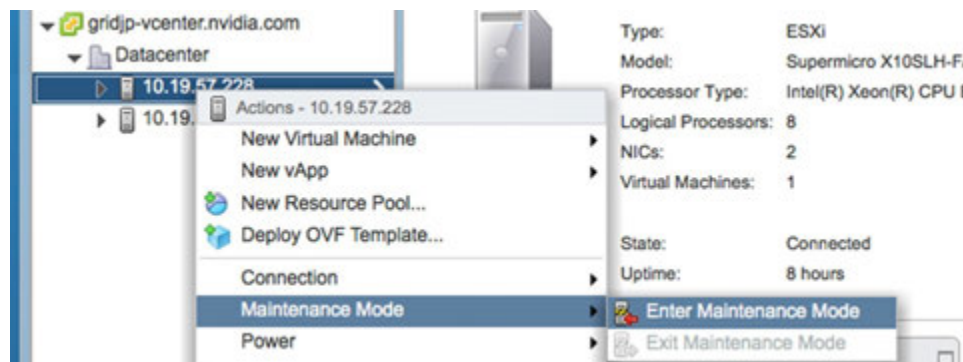 gridjp-vcenter.nvidia.com
Datacenter
10.19.57.228
10.19.
Actions - 10.19.57.228
New Virtual Machine
New vApp
New Resource Pool...
Deploy OVF Template...
Connection
Maintenance Mode
Power
Enter Maintenance Mode
Exit Maintenance Mode
Type: ESXi
Model: Supermicro X10SLH-F
Processor Type: Intel(R) Xeon(R) CPU
Logical Processors: 8
NICs: 2
Virtual Machines: 1
State: Connected
Uptime: 8 hours